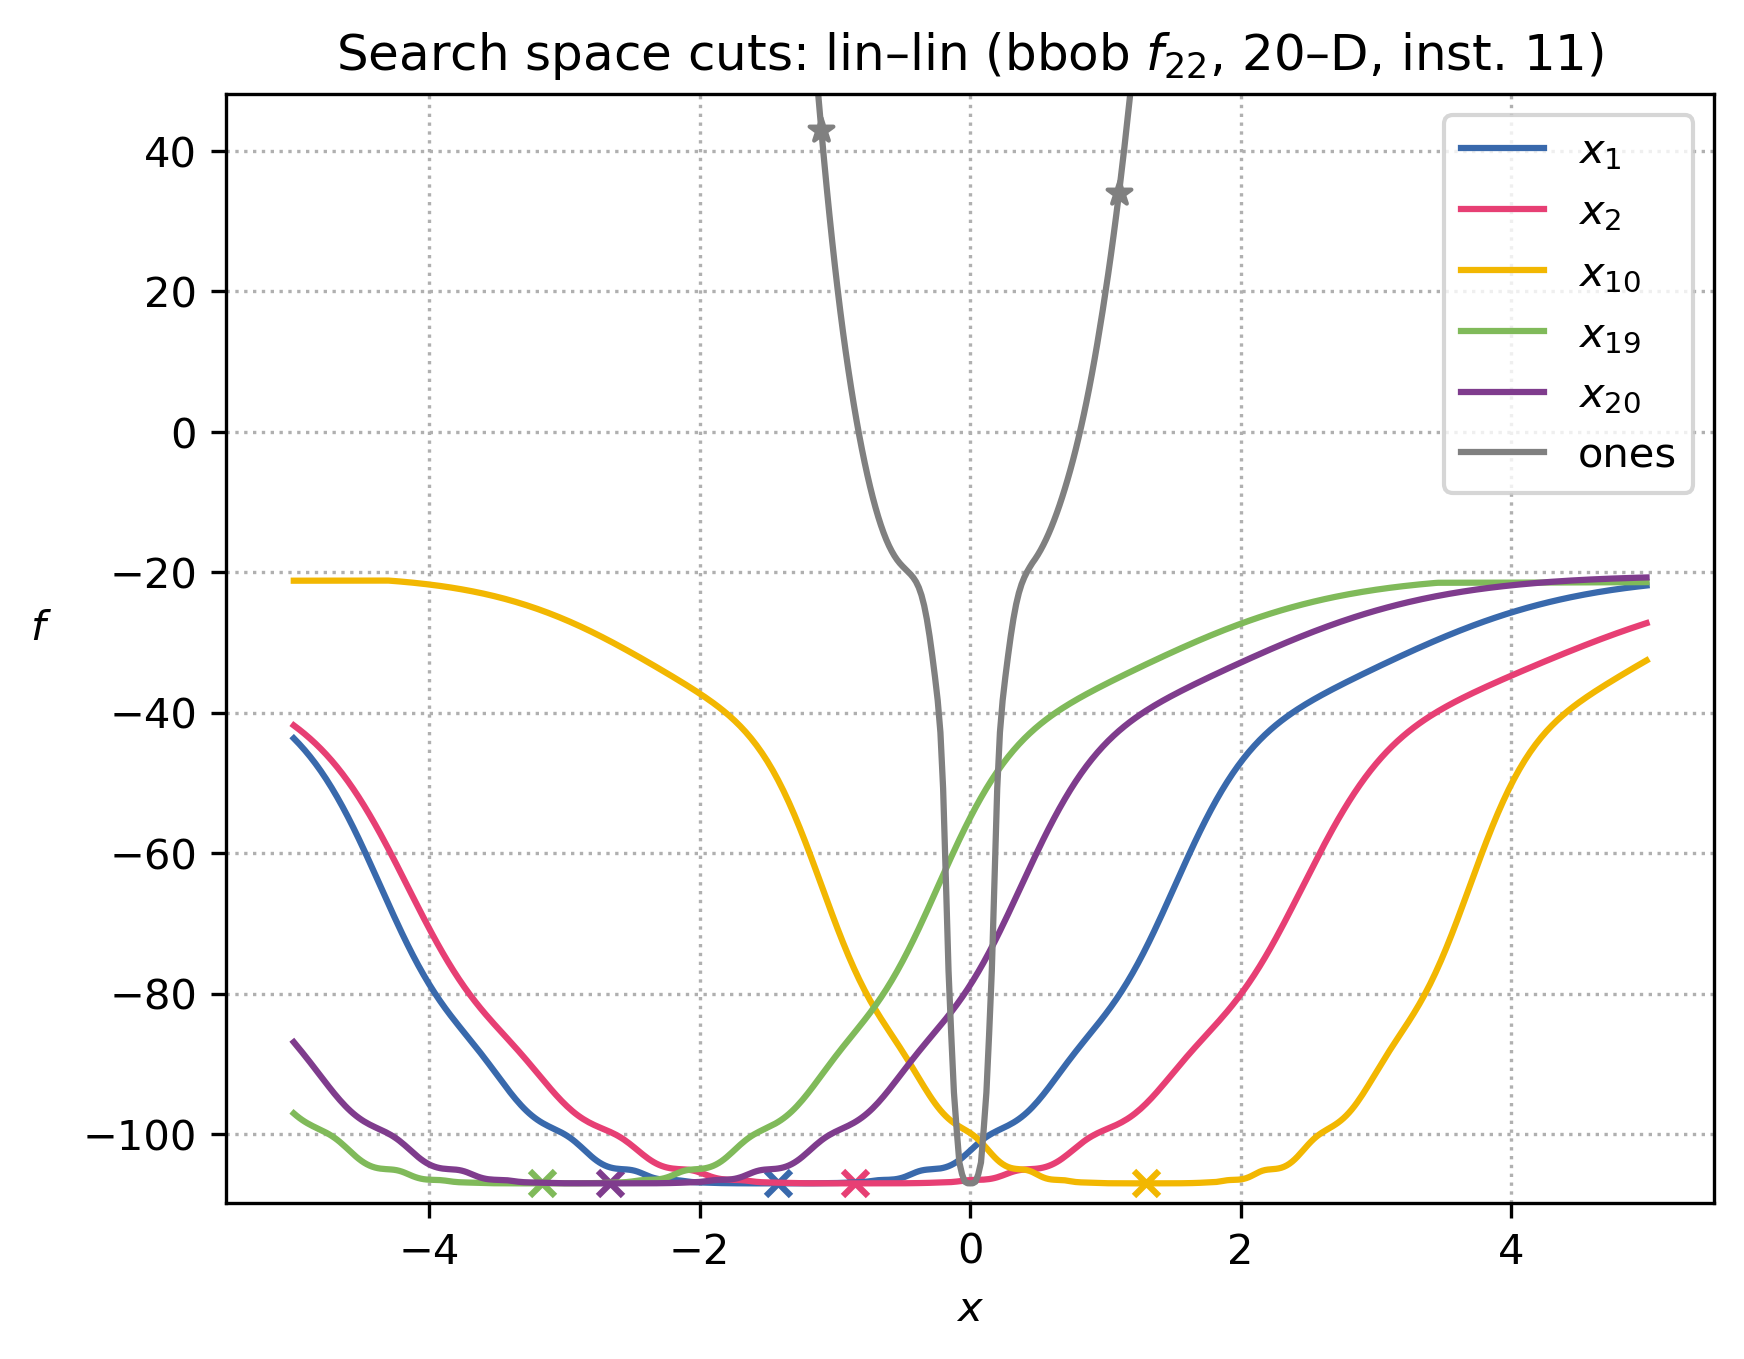 Search space cuts: lin–lin (bbob f₂₂, 20–D, inst. 11)
40
20
0
−20
−40
−60
−80
−100
f
x₁
x₂
x₁₀
x₁₉
x₂₀
ones
−4 −2 0 2 4
x